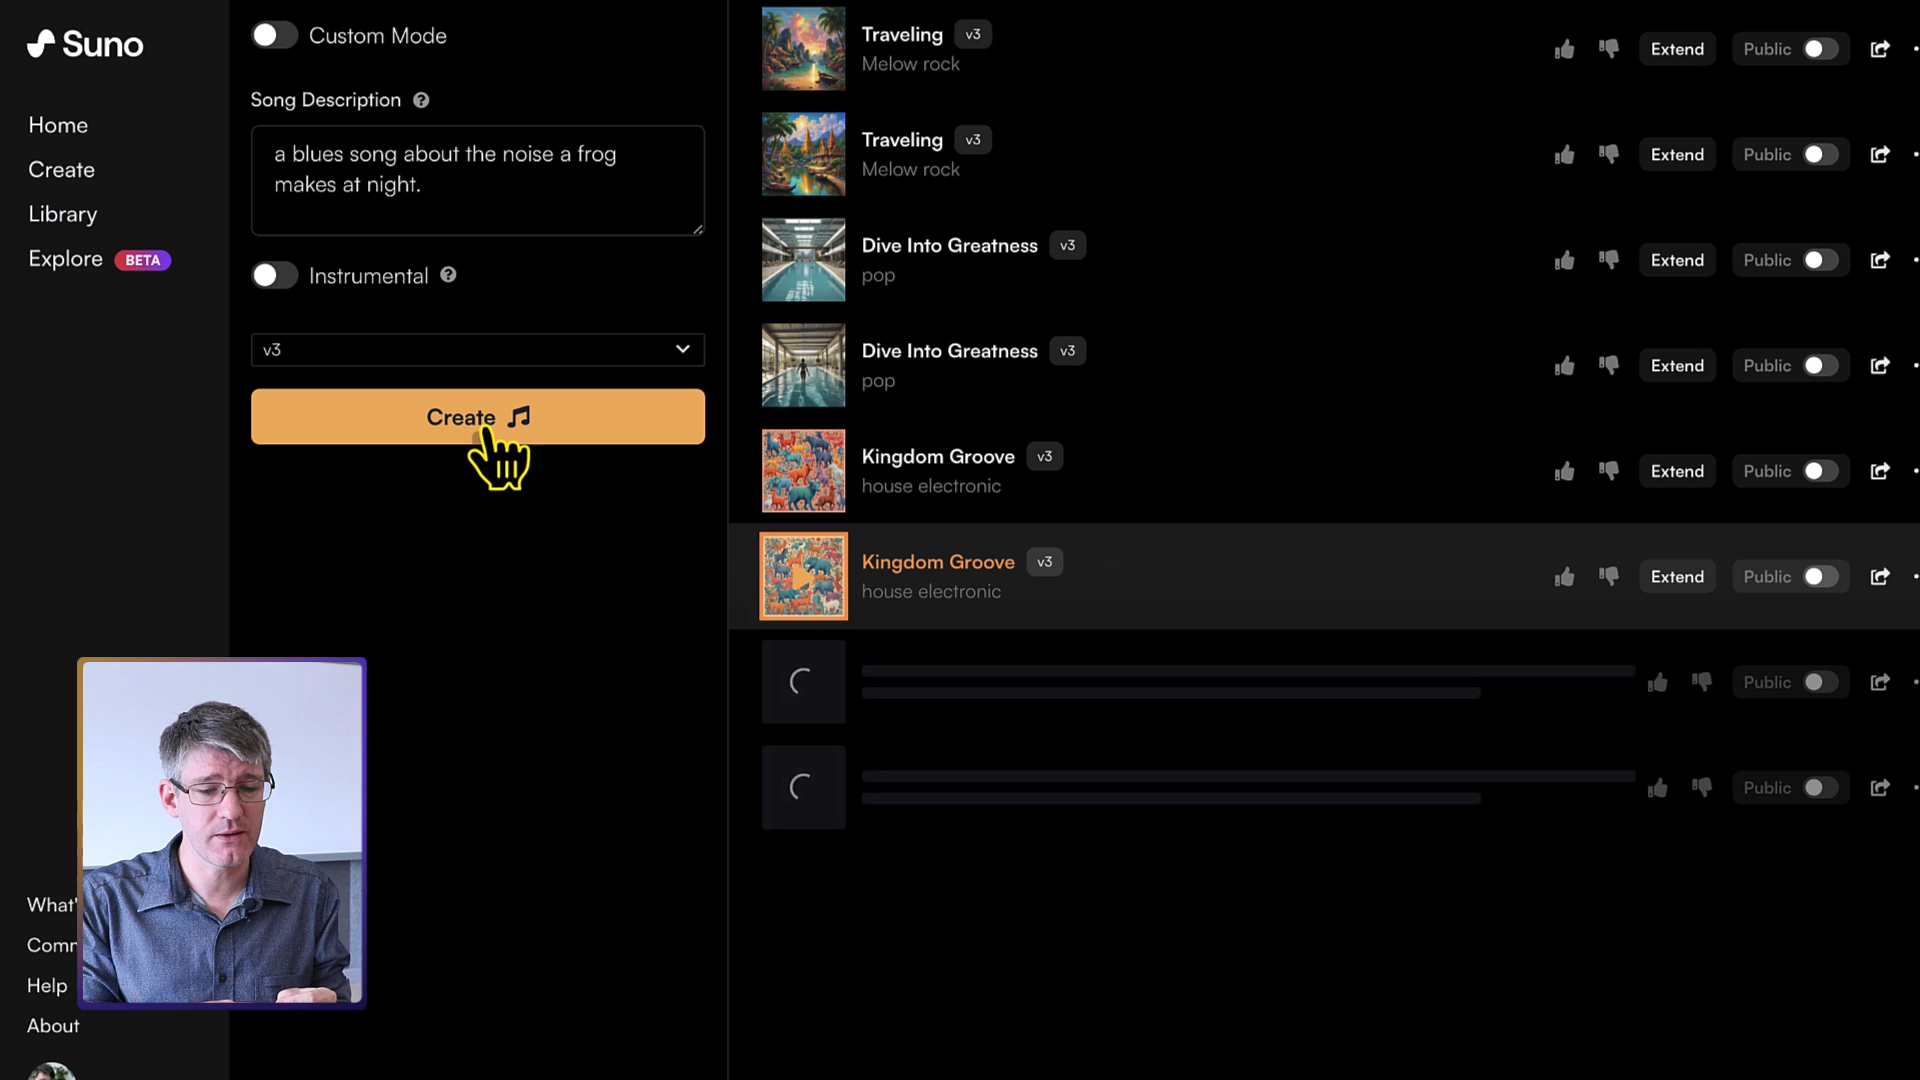 Suno
Home
Create
Library
Explore BETA
What'
Comm
Help
About
Custom Mode
Song Description
a blues song about the noise a frog
makes at night.
Instrumental
v3
Create
Traveling v3
Melow rock
Extend Public
Traveling v3
Melow rock
Extend Public
Dive Into Greatness v3
pop
Extend Public
Dive Into Greatness v3
pop
Extend Public
Kingdom Groove v3
house electronic
Extend Public
Kingdom Groove v3
house electronic
Extend Public
Public
Public